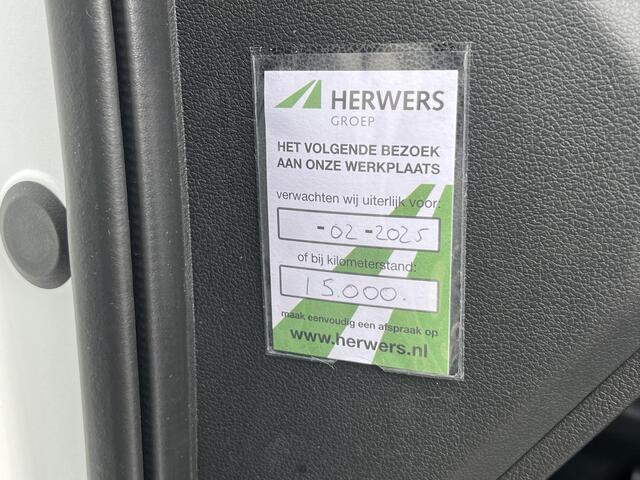 HERWERS
GROEP
HET VOLGENDE BEZOEK
AAN ONZE WERKPLAATS
verwachten wij uiterlijk voor:
-02-2025
of bij kilometerstand:
15.000.
maak eenvoudig een afspraak op
www.herwers.nl